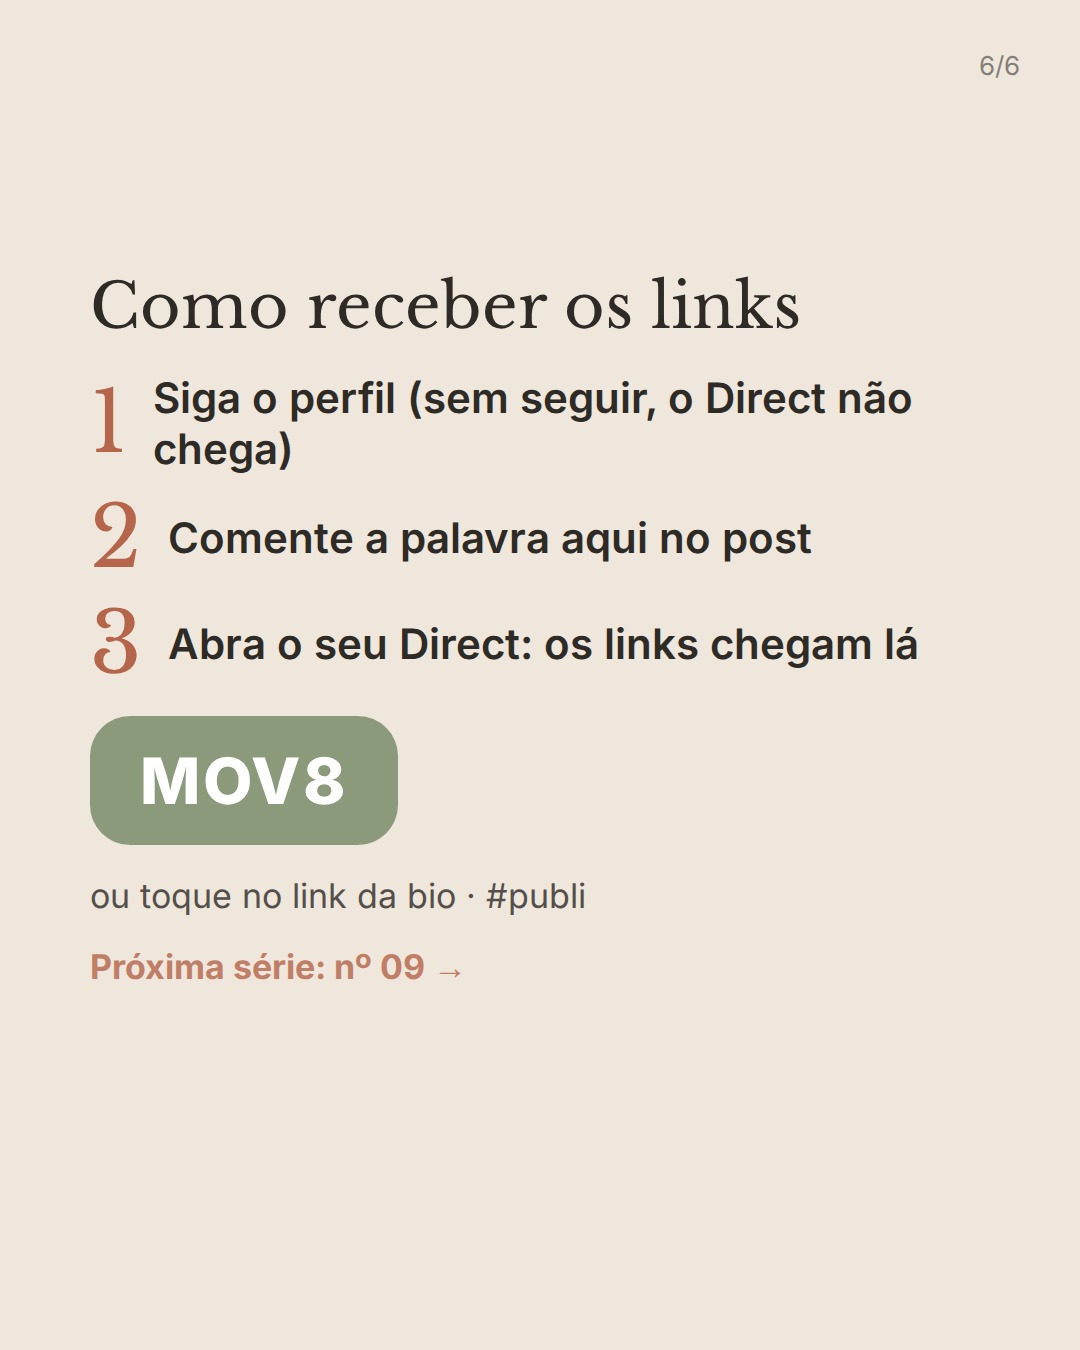 6/6
Como receber os links
1 Siga o perfil (sem seguir, o Direct não
chega)
2 Comente a palavra aqui no post
3 Abra o seu Direct: os links chegam lá
MOV8
ou toque no link da bio · #publi
Próxima série: nº 09 →